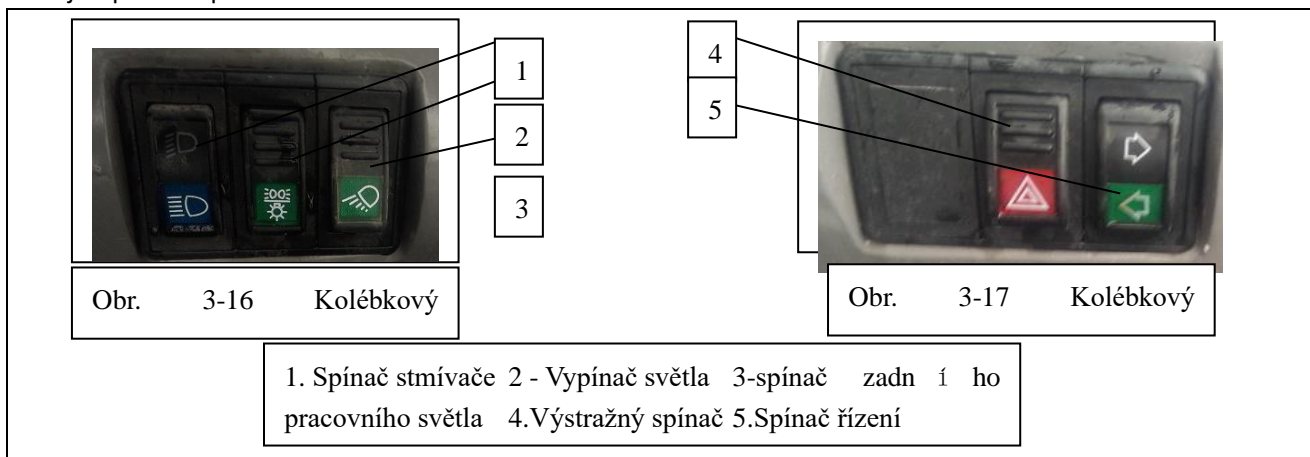 1
2
3
4
5
Obr. 3-16 Kolébkový
Obr. 3-17 Kolébkový
1. Spínač stmívače 2 - Vypínač světla 3-spínač zadn í ho
pracovního světla 4.Výstražný spínač 5.Spínač řízení